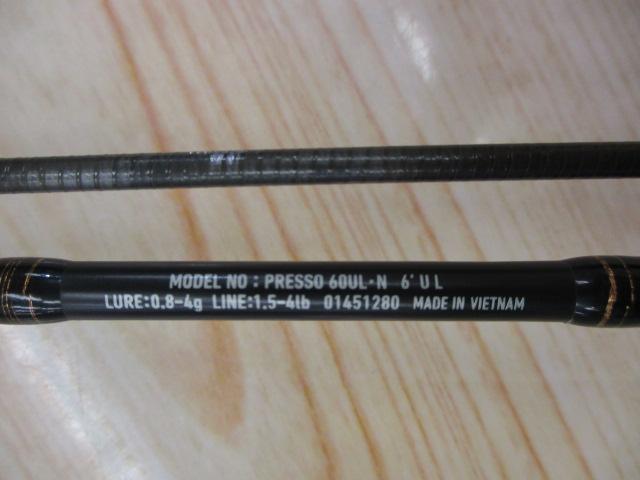 MODEL NO : PRESSO 60UL・N 6' U L
LURE:0.8-4g LINE:1.5-4lb 01451280 MADE IN VIETNAM